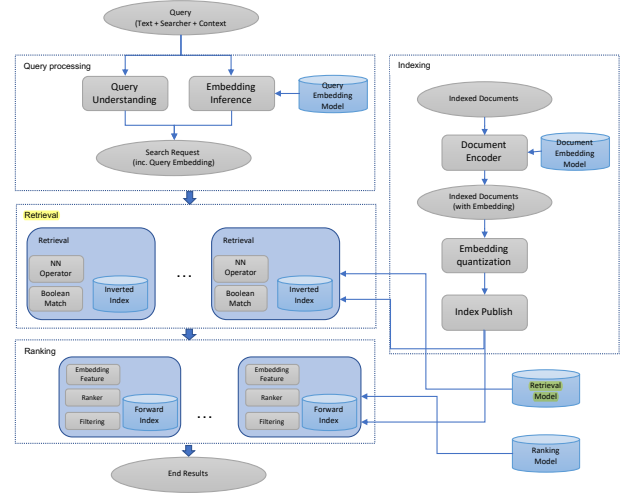 Query
(Text + Searcher + Context
Query processing
Query
Understanding
Embedding
Inference
Query
Embedding
Model
Search Request
(inc. Query Embedding)
Retrieval
Retrieval
NN
Operator
Boolean
Match
Inverted
Index
...
Retrieval
NN
Operator
Boolean
Match
Inverted
Index
Ranking
Embedding
Feature
Ranker
Filtering
Forward
Index
...
Embedding
Feature
Ranker
Filtering
Forward
Index
End Results
Indexing
Indexed Documents
Document
Encoder
Document
Embedding
Model
Indexed Documents
(with Embedding)
Embedding
quantization
Index Publish
Retrieval
Model
Ranking
Model